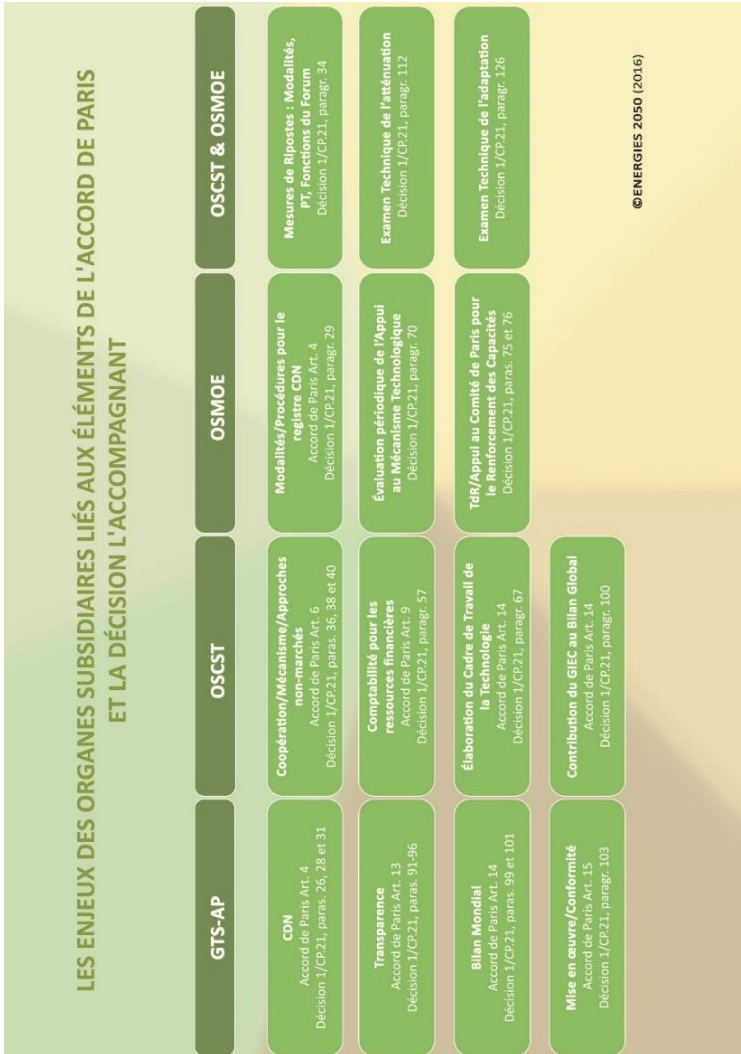 LES ENJEUX DES ORGANES SUBSIDIAIRES LIÉS AUX ÉLÉMENTS DE L'ACCORD DE PARIS
ET LA DÉCISION L'ACCOMPAGNANT
GTS-AP
CDN
Accord de Paris Art. 4
Décision 1/CP.21, paras. 26, 28 et 31
Transparence
Accord de Paris Art. 13
Décision 1/CP.21, paras. 91-96
Bilan Mondial
Accord de Paris Art. 14
Décision 1/CP.21, paras. 99 et 101
Mise en œuvre/Conformité
Accord de Paris Art. 15
Décision 1/CP.21, paragr. 103
OSCST
Coopération/Mécanisme/Approches
non-marchés
Accord de Paris Art. 6
Décision 1/CP.21, paras. 36, 38 et 40
Comptabilité pour les
ressources financières
Accord de Paris Art. 9
Décision 1/CP.21, paragr. 57
Élaboration du Cadre de Travail de
la Technologie
Accord de Paris Art. 14
Décision 1/CP.21, paragr. 67
Contribution du GIEC au Bilan Global
Accord de Paris Art. 14
Décision 1/CP.21, paragr. 100
OSMOE
Modalités/Procédures pour le
registre CDN
Accord de Paris Art. 4
Décision 1/CP.21, paragr. 29
Évaluation périodique de l'Appui
au Mécanisme Technologique
Décision 1/CP.21, paragr. 70
TdR/Appui au Comité de Paris pour
le Renforcement des Capacités
Décision 1/CP.21, paras. 75 et 76
OSCST & OSMOE
Mesures de Ripostes : Modalités,
PT, Fonctions du Forum
Décision 1/CP.21, paragr. 34
Examen Technique de l'atténuation
Décision 1/CP.21, paragr. 112
Examen Technique de l'adaptation
Décision 1/CP.21, paragr. 126
©ENERGIES 2050 (2016)